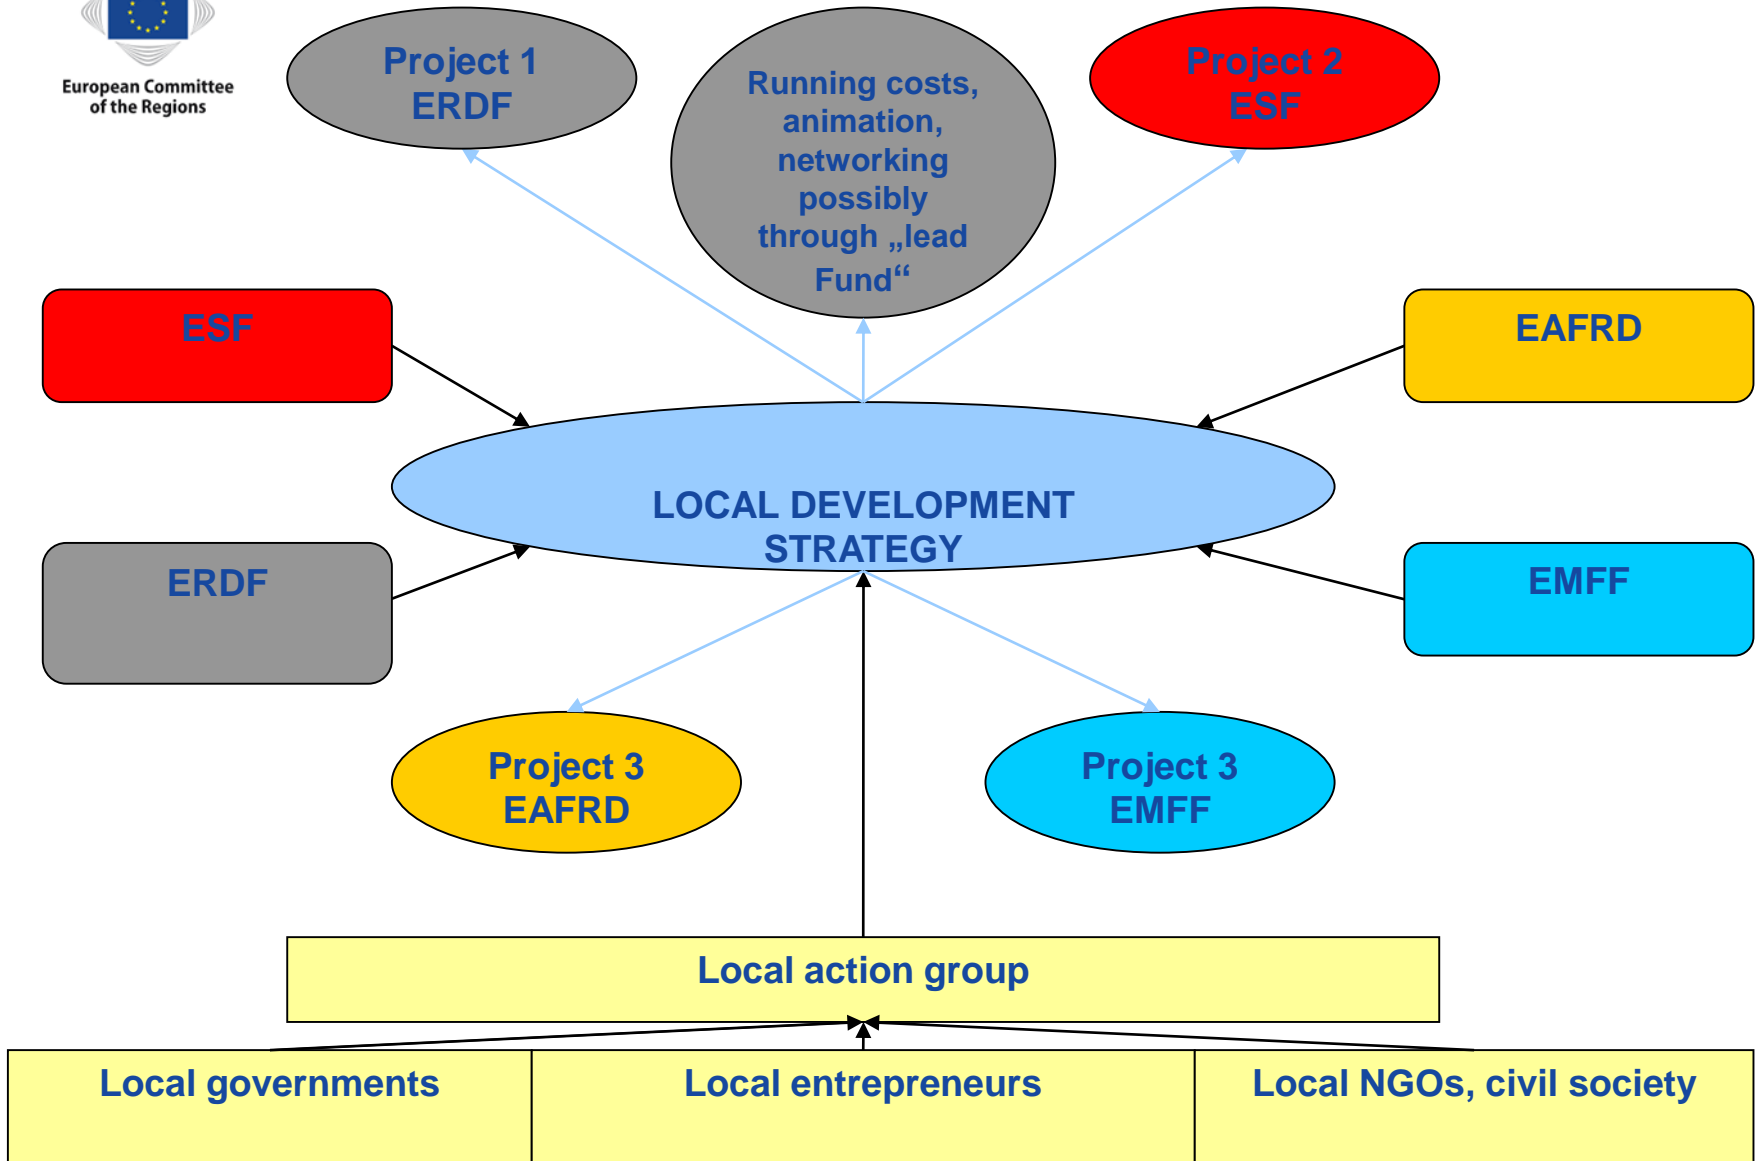 European Committee
of the Regions
Project 1
ERDF
Running costs,
animation,
networking
possibly
through „lead
Fund“
Project 2
ESF
ESF
EAFRD
LOCAL DEVELOPMENT
STRATEGY
ERDF
EMFF
Project 3
EAFRD
Project 3
EMFF
Local action group
Local governments
Local entrepreneurs
Local NGOs, civil society